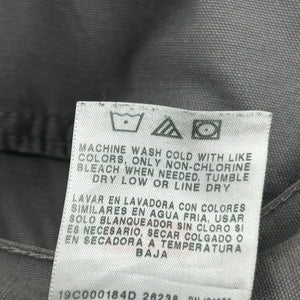 MACHINE WASH COLD WITH LIKE
COLORS, ONLY NON-CHLORINE
BLEACH WHEN NEEDED. TUMBLE
DRY LOW OR LINE DRY
LAVAR EN LAVADORA CON COLORES
SIMILARES EN AGUA FRIA, USAR
SOLO BLANQUEADOR SIN CLORO SI
ES NECESARIO, SECAR COLGADO O
EN SECADORA A TEMPERATURA
BAJA
19C000184D 26238